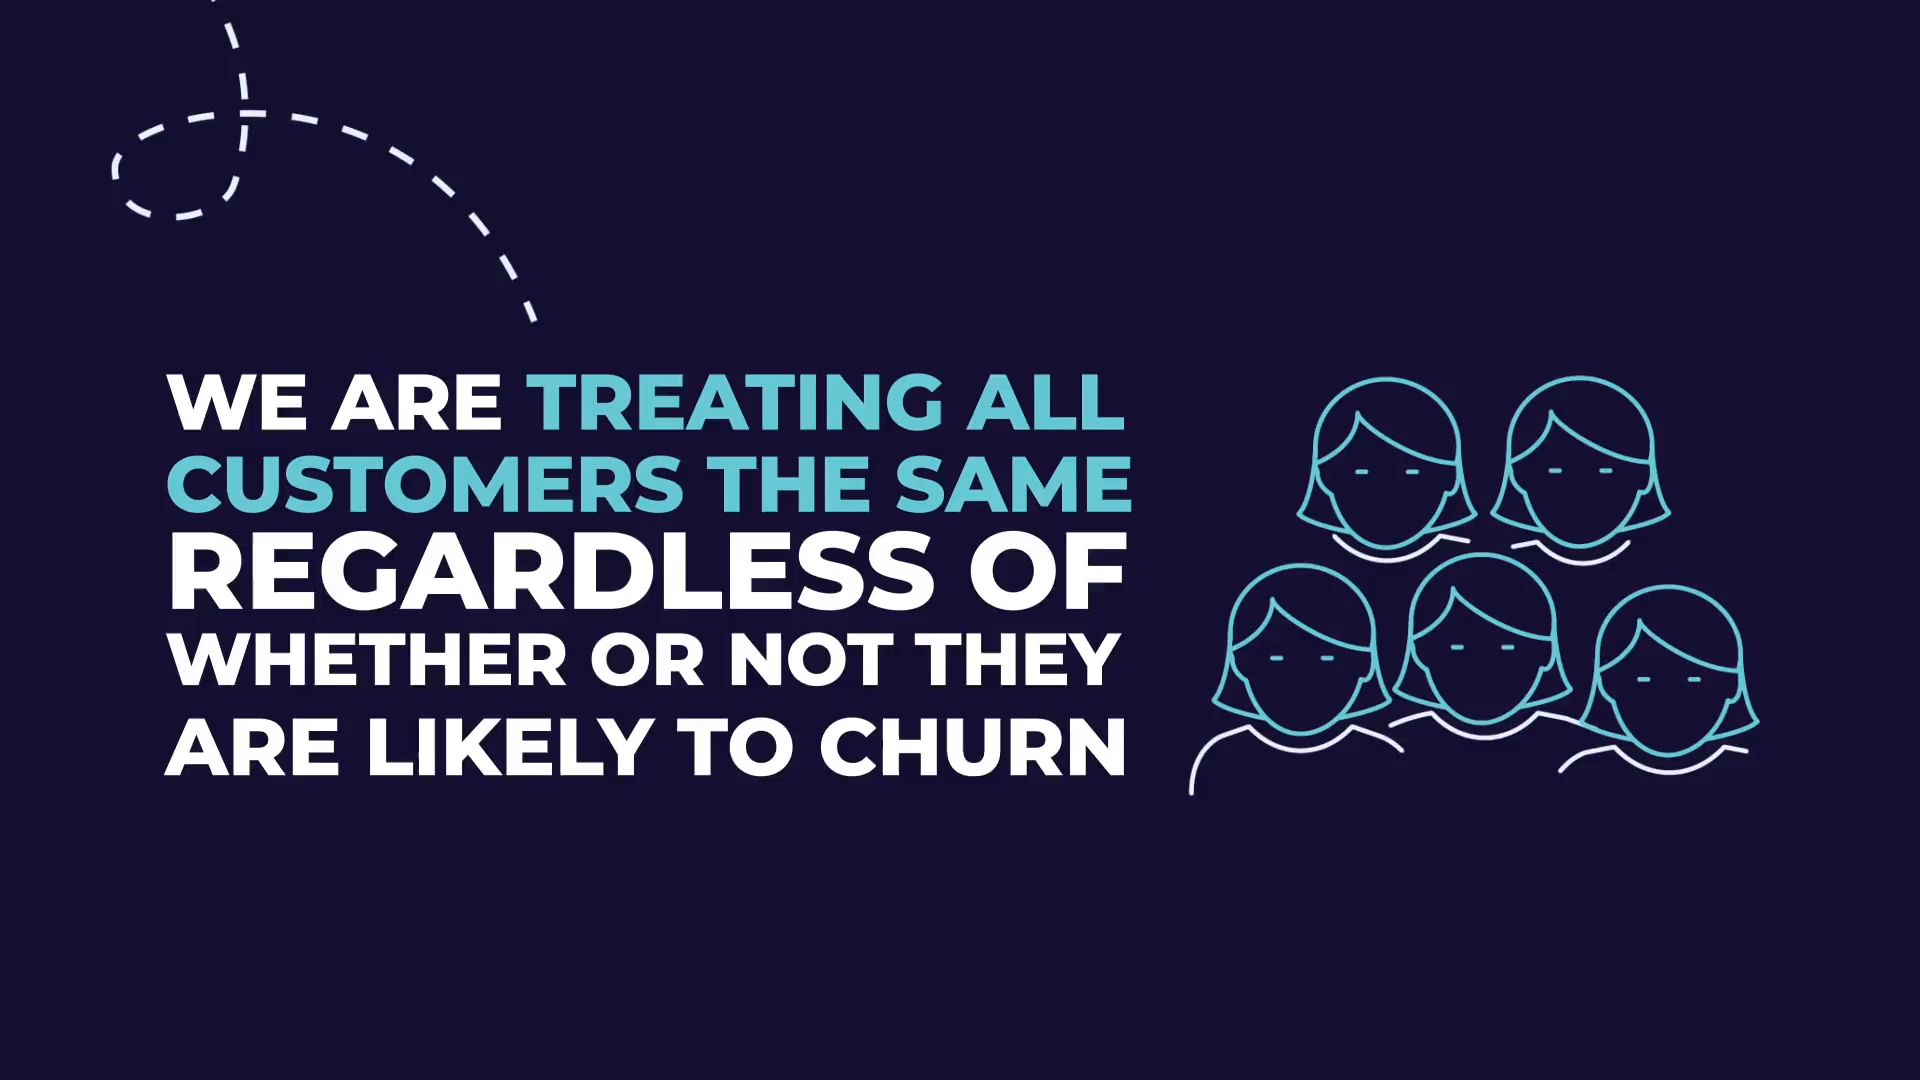 WE ARE TREATING ALL
CUSTOMERS THE SAME
REGARDLESS OF
WHETHER OR NOT THEY
ARE LIKELY TO CHURN